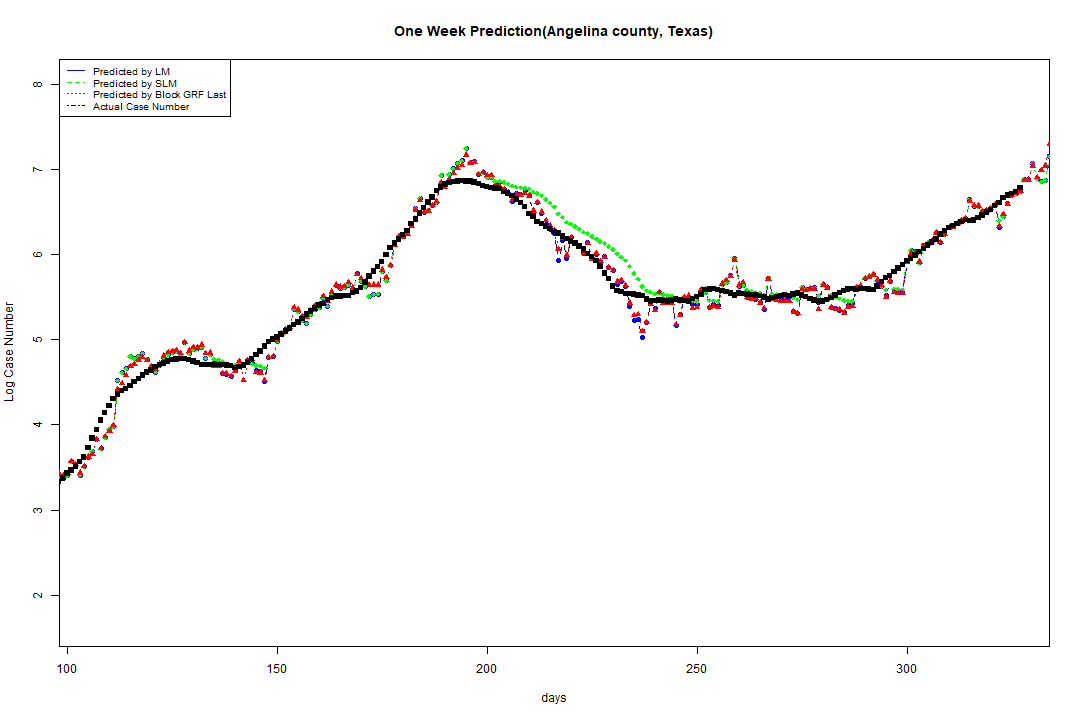 One Week Prediction(Angelina county, Texas)
Predicted by LM
Predicted by SLM
Predicted by Block GRF Last
Actual Case Number
Log Case Number
8
7
6
5
4
3
2
100 150 200 250 300
days